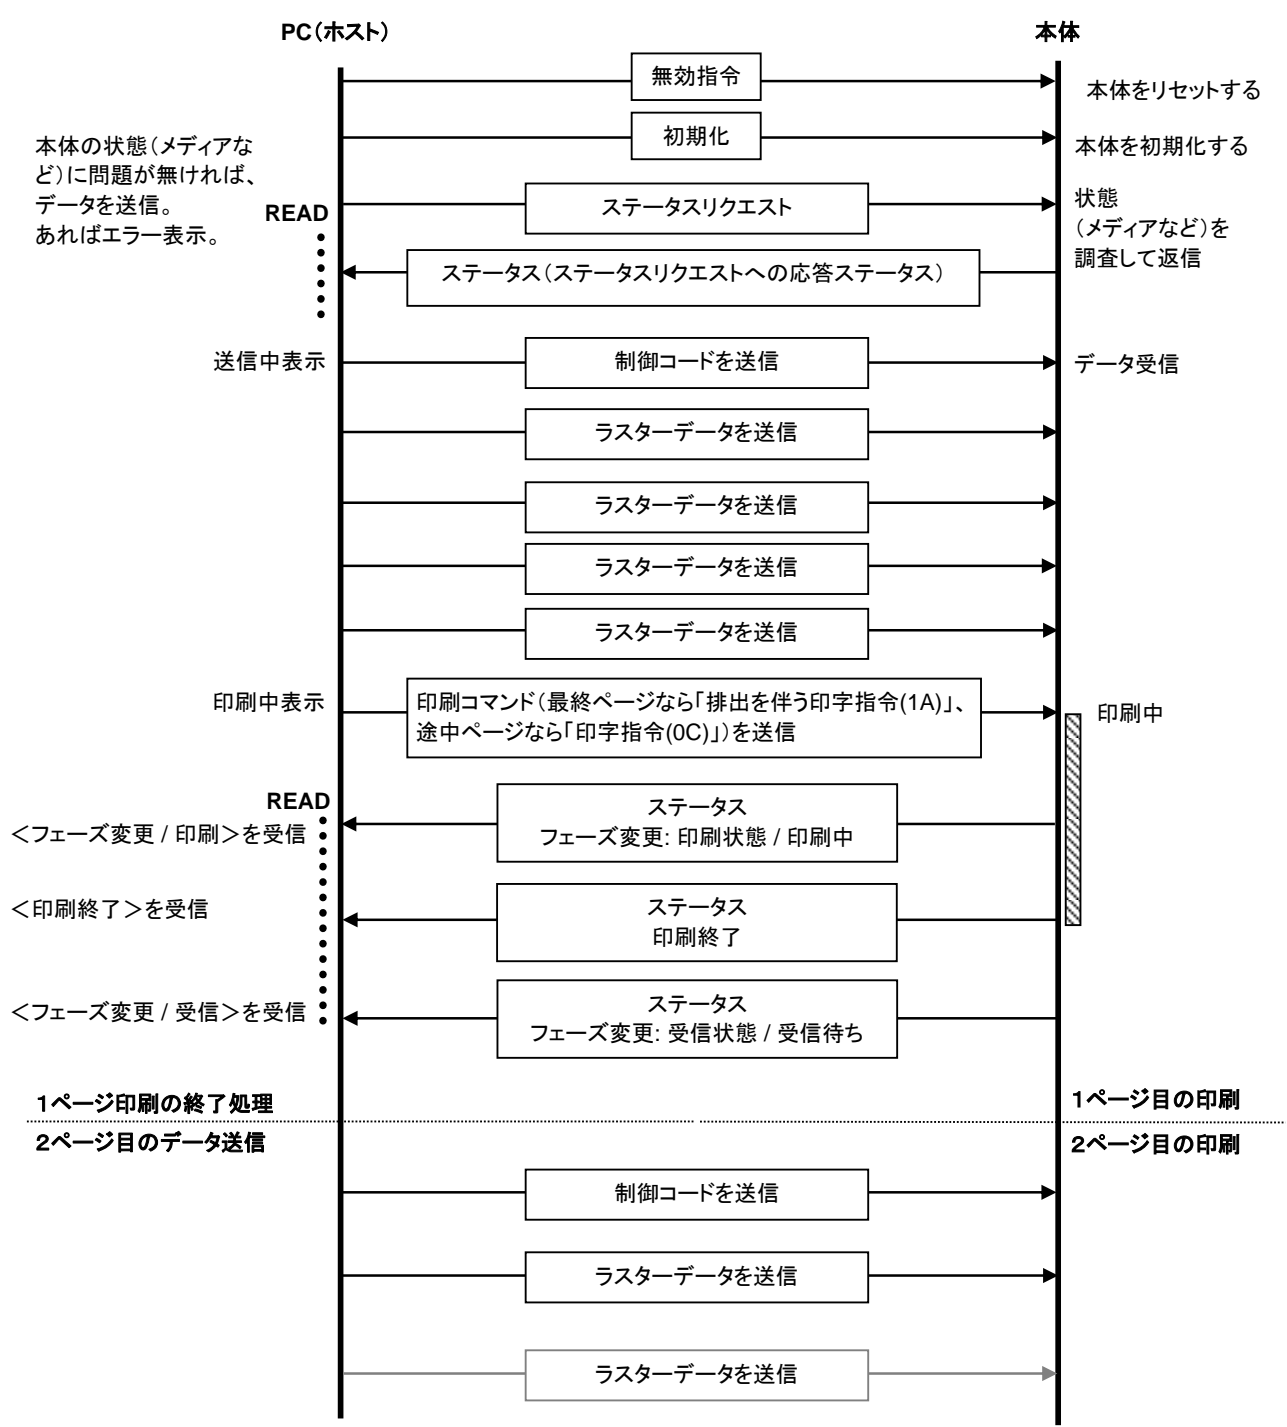 PC（ホスト）
本体
無効指令
本体をリセットする
初期化
本体を初期化する
本体の状態（メディアな
ど）に問題が無ければ、
データを送信。
あればエラー表示。
READ
ステータスリクエスト
状態
（メディアなど）を
調査して返信
ステータス（ステータスリクエストへの応答ステータス）
送信中表示
制御コードを送信
データ受信
ラスターデータを送信
ラスターデータを送信
ラスターデータを送信
ラスターデータを送信
印刷中表示
印刷コマンド（最終ページなら「排出を伴う印字指令(1A)」、
途中ページなら「印字指令(0C)」）を送信
印刷中
READ
＜フェーズ変更 / 印刷＞を受信
ステータス
フェーズ変更: 印刷状態 / 印刷中
＜印刷終了＞を受信
ステータス
印刷終了
＜フェーズ変更 / 受信＞を受信
ステータス
フェーズ変更: 受信状態 / 受信待ち
１ページ印刷の終了処理
１ページ目の印刷
２ページ目のデータ送信
２ページ目の印刷
制御コードを送信
ラスターデータを送信
ラスターデータを送信